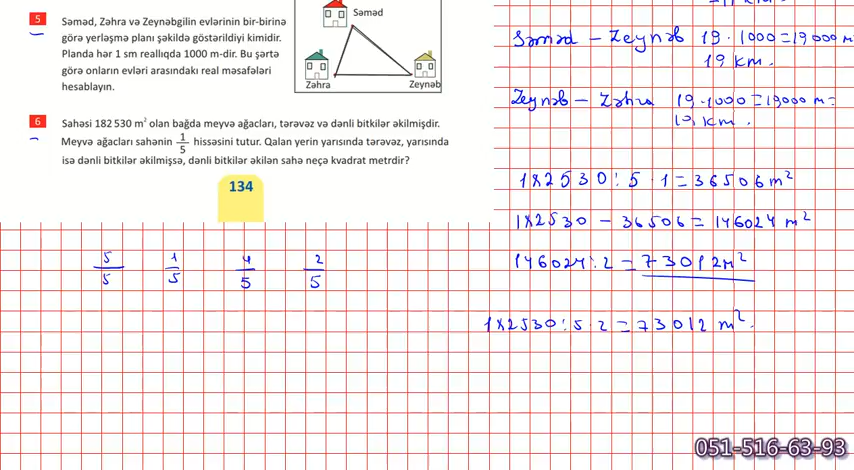 5 Səməd, Zəhra və Zeynəbgilin evlərinin bir-birinə
görə yerləşmə planı şəkildə göstərildiyi kimidir.
Planda hər 1 sm reallıqda 1000 m-dir. Bu şərtə
görə onların evləri arasındakı real məsafələri
hesablayın.
Səməd
Zəhra
Zeynəb
6 Sahəsi 182 530 m² olan bağda meyvə ağacları, tərəvəz və dənli bitkilər əkilmişdir.
Meyvə ağacları sahənin 1/5 hissəsini tutur. Qalan yerin yarısında tərəvəz, yarısında
isə dənli bitkilər əkilmişsə, dənli bitkilər əkilən sahə neçə kvadrat metrdir?
134
5/5 1/5 4/5 2/5
Səməd – Zeynəb 19 · 1000 = 19 000 m
19 km.
Zeynəb – Zəhra 19 · 1000 = 19000 m =
182530 : 5 · 1 = 36506 m²
182530 – 36506 = 146024 m²
146024 : 2 = 73012 m²
182530 : 5 · 2 = 73012 m².
051-516-63-93